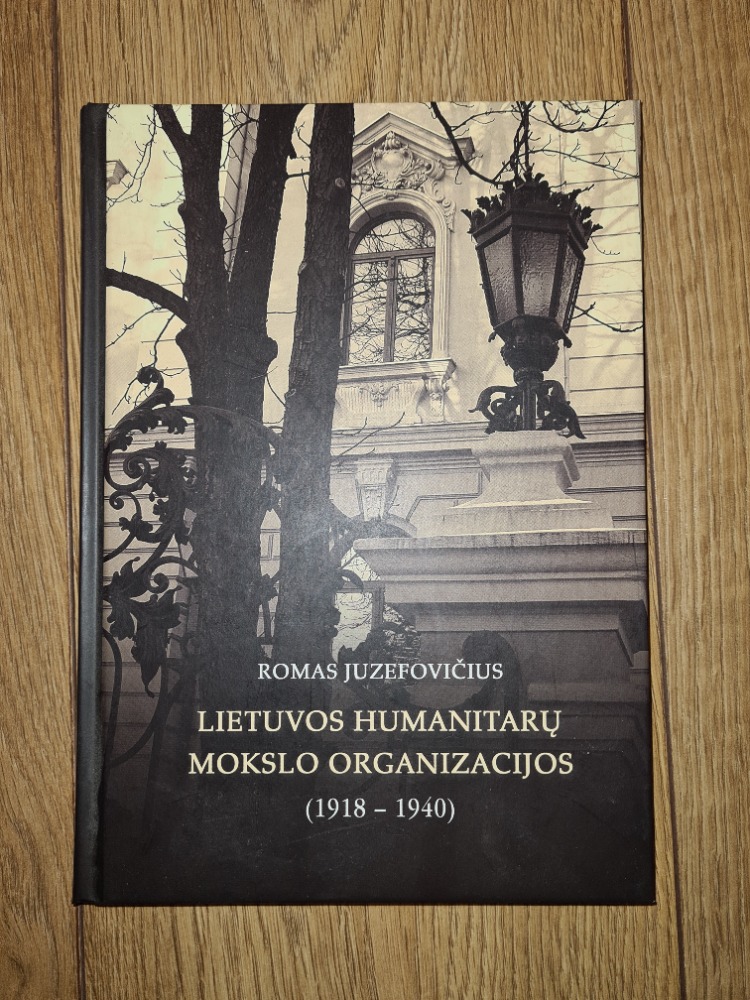 ROMAS JUZEFOVIČIUS
LIETUVOS HUMANITARŲ
MOKSLO ORGANIZACIJOS
(1918 – 1940)